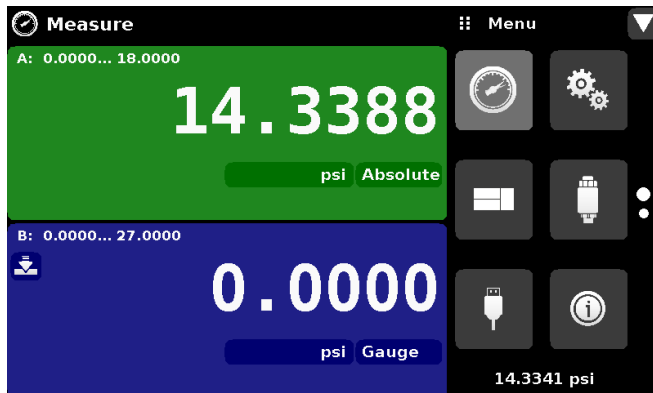 Measure
Menu
A: 0.0000... 18.0000
14.3388
psi Absolute
B: 0.0000... 27.0000
0.0000
psi Gauge
14.3341 psi